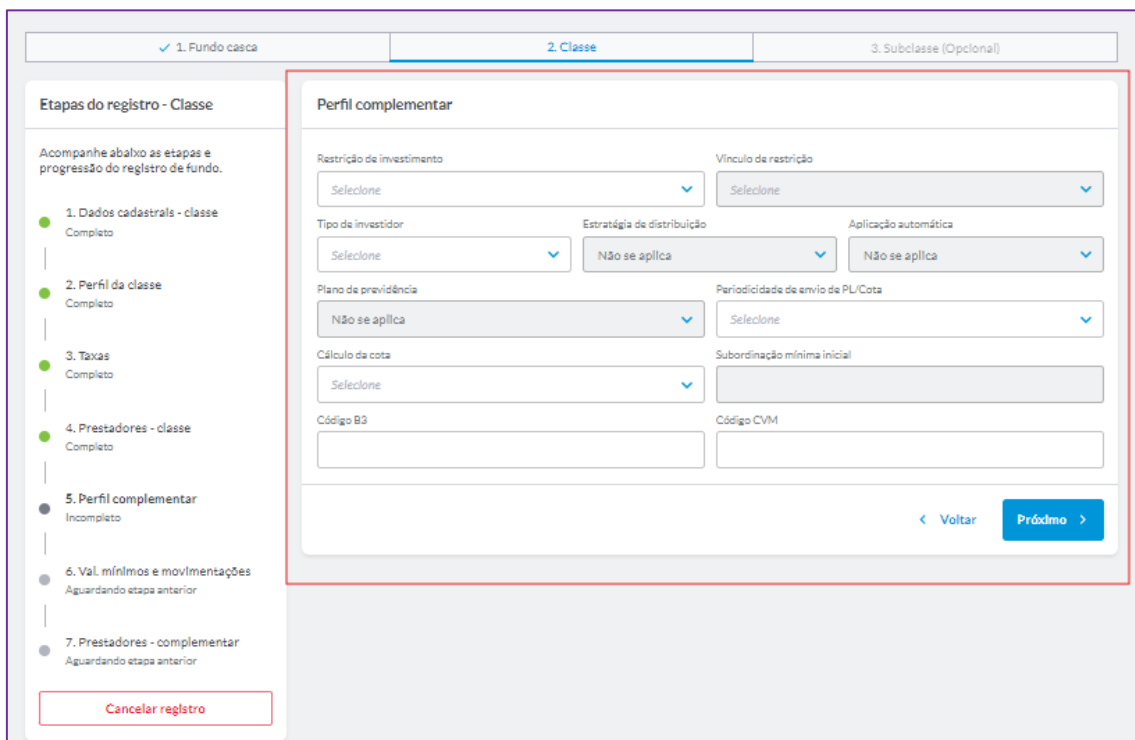 1. Fundo casca
2. Classe
3. Subclasse (Opcional)
Etapas do registro - Classe
Acompanhe abaixo as etapas e
progressão do registro de fundo.
1. Dados cadastrais - classe
Completo
2. Perfil da classe
Completo
3. Taxas
Completo
4. Prestadores - classe
Completo
5. Perfil complementar
Incompleto
6. Val. mínimos e movimentações
Aguardando etapa anterior
7. Prestadores - complementar
Aguardando etapa anterior
Cancelar registro
Perfil complementar
Restrição de investimento
Vínculo de restrição
Selecione
Selecione
Tipo de investidor
Estratégia de distribuição
Aplicação automática
Selecione
Não se aplica
Não se aplica
Plano de previdência
Periodicidade de envio de PL/Cota
Não se aplica
Selecione
Cálculo da cota
Subordinação mínima inicial
Selecione
Código B3
Código CVM
Voltar
Próximo